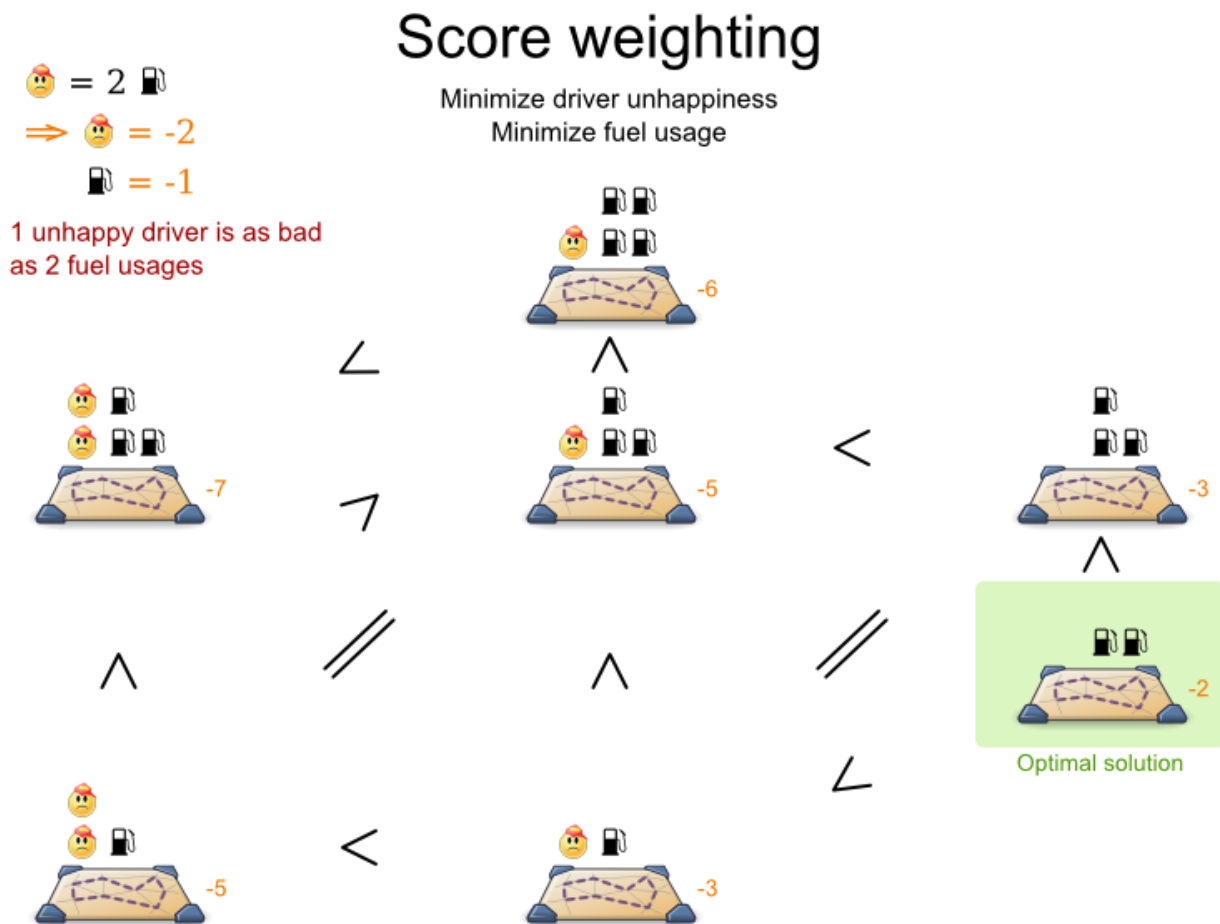 Score weighting
Minimize driver unhappiness
Minimize fuel usage
= 2
⇒ = -2
= -1
1 unhappy driver is as bad
as 2 fuel usages
-6
<
<
-7
<
-5
<
-3
<
=
<
=
<
-2
Optimal solution
<
-5
<
-3